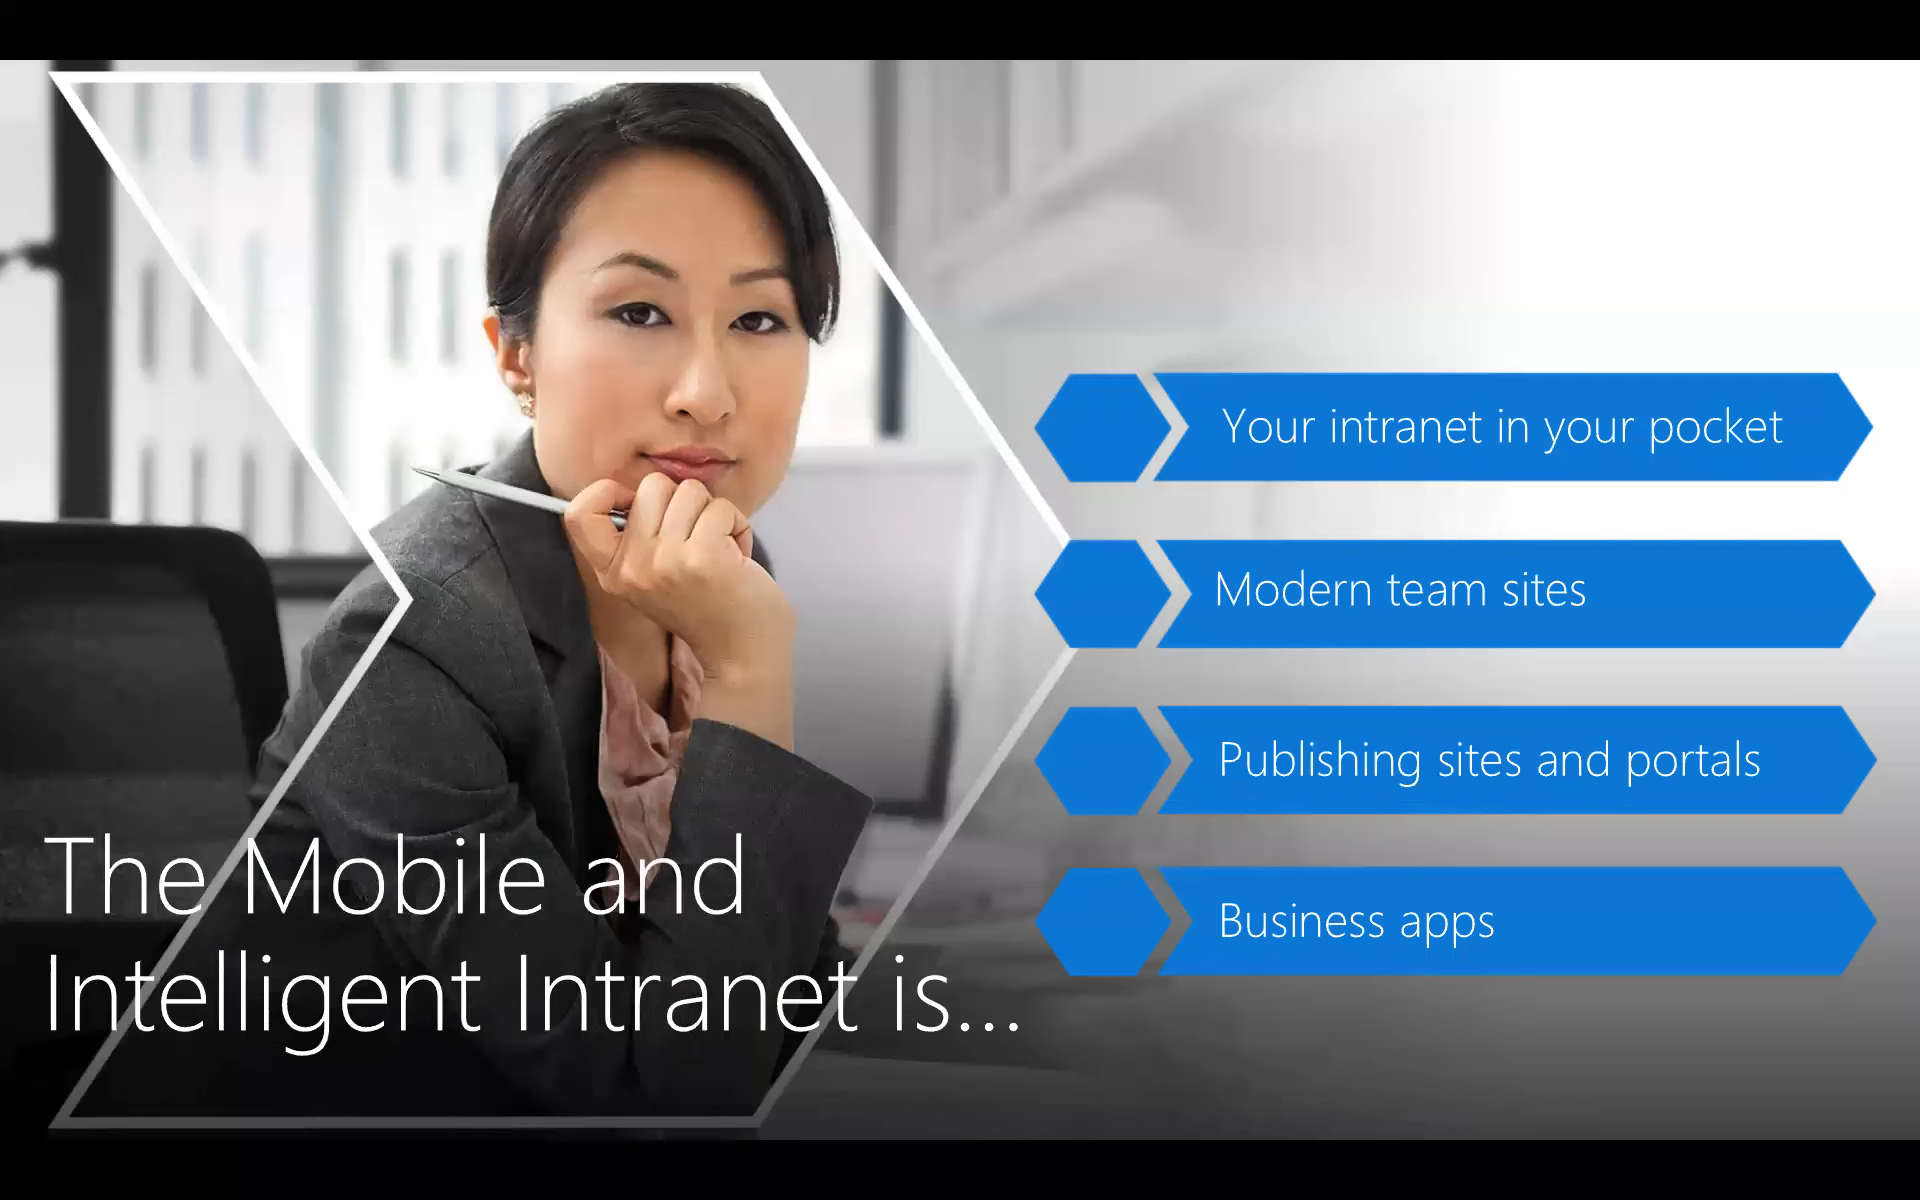 The Mobile and
Intelligent Intranet is...
Your intranet in your pocket
Modern team sites
Publishing sites and portals
Business apps